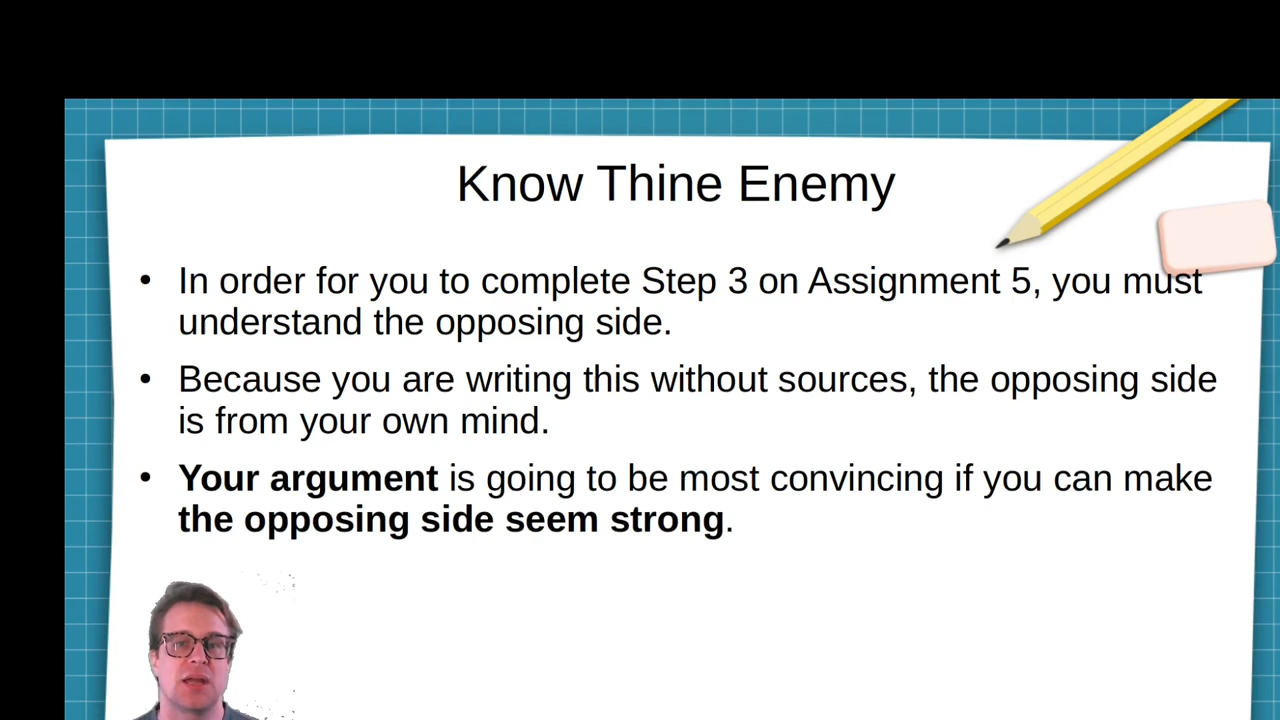 Know Thine Enemy
• In order for you to complete Step 3 on Assignment 5, you must
understand the opposing side.
• Because you are writing this without sources, the opposing side
is from your own mind.
• Your argument is going to be most convincing if you can make
the opposing side seem strong.